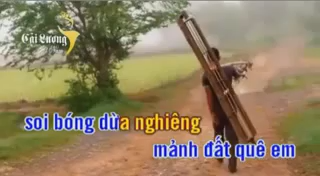 Cải Lương
soi bóng dừa nghiêng
mảnh đất quê em